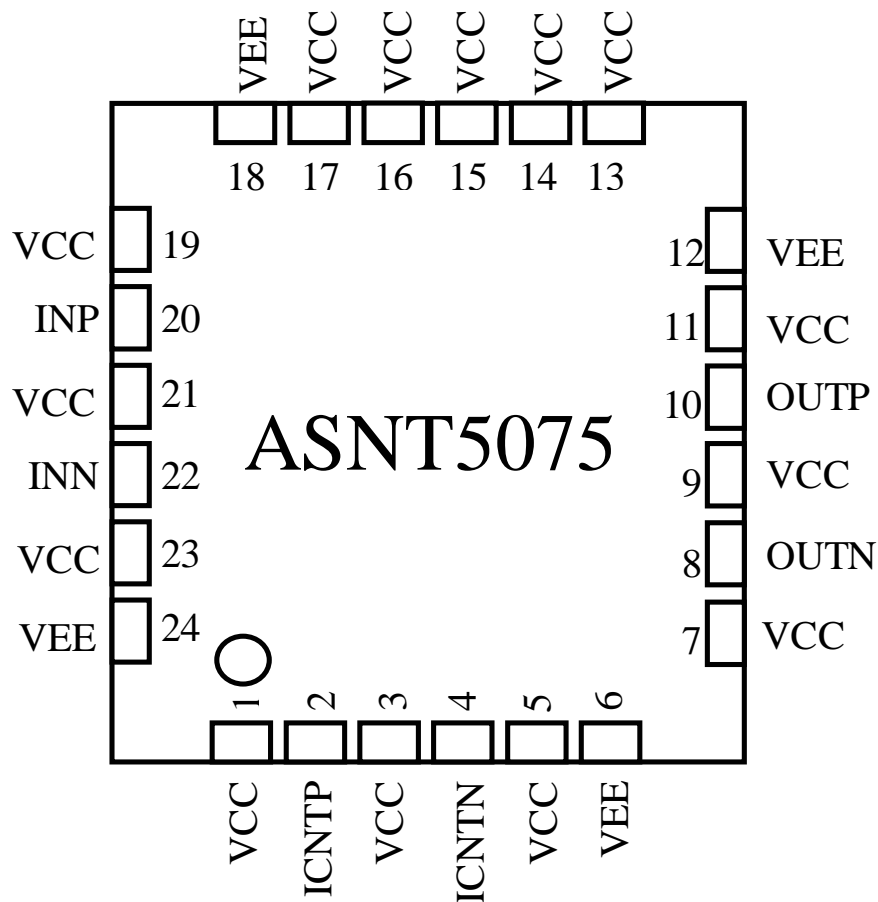 VEE VCC VCC VCC VCC VCC
18 17 16 15 14 13
VCC 19
INP 20
VCC 21
INN 22
VCC 23
VEE 24
ASNT5075
12 VEE
11 VCC
10 OUTP
9 VCC
8 OUTN
7 VCC
1 2 3 4 5 6
VCC ICNTP VCC ICNTN VCC VEE